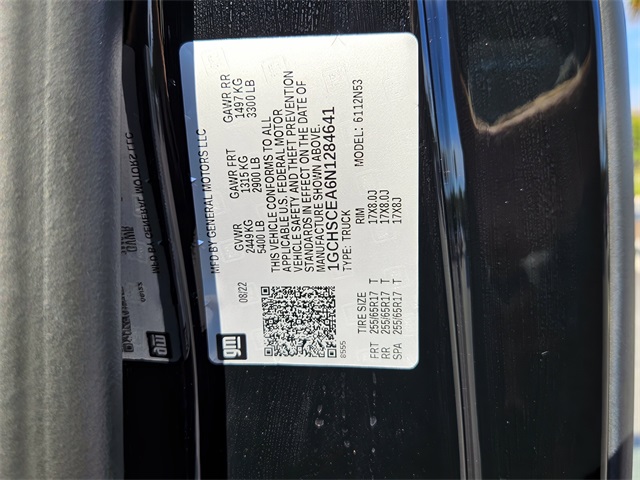 gm
MFD BY GENERAL MOTORS LLC
08/22
GVWR GAWR FRT GAWR RR
2449 KG 1315 KG 1497 KG
5400 LB 2900 LB 3300 LB
THIS VEHICLE CONFORMS TO ALL
APPLICABLE U.S. FEDERAL MOTOR
VEHICLE SAFETY AND THEFT PREVENTION
STANDARDS IN EFFECT ON THE DATE OF
MANUFACTURE SHOWN ABOVE.
1GCHSCEA6N1284641
TYPE: TRUCK MODEL: 6112N53
8555
TIRE SIZE RIM
FRT 255/65R17 T 17X8.0J
RR 255/65R17 T 17X8.0J
SPA 255/65R17 T 17X8J